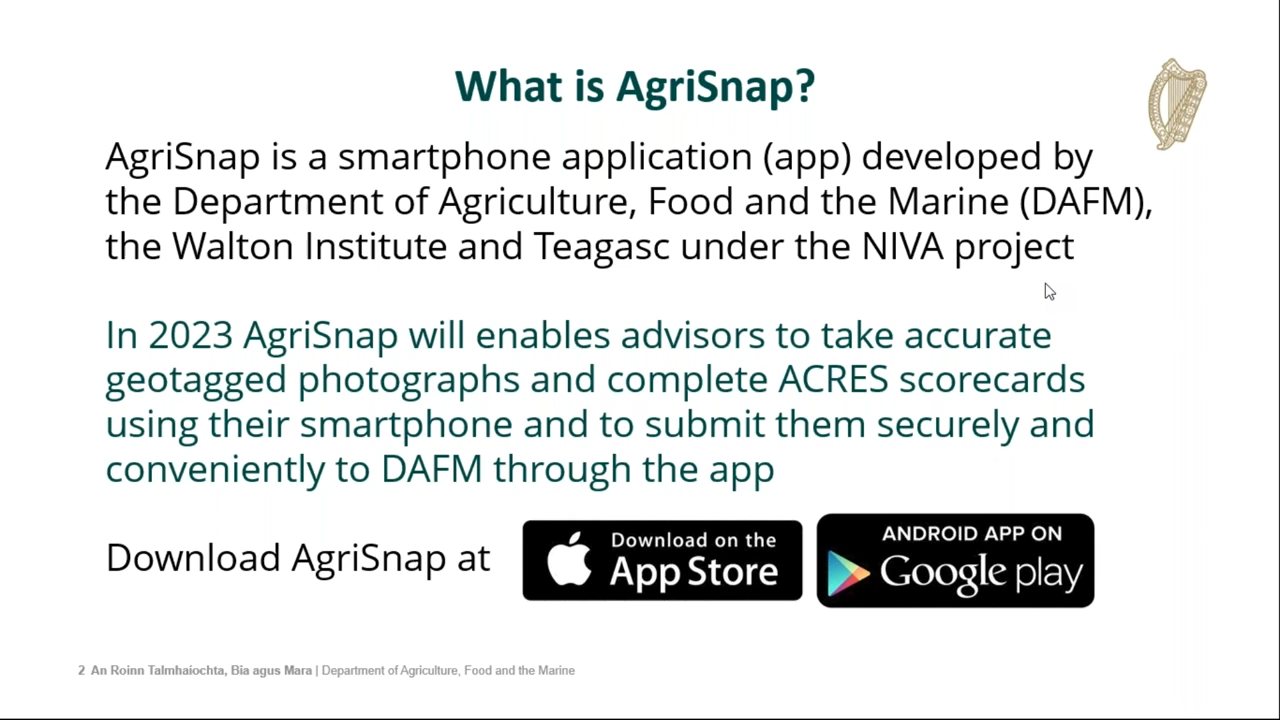 What is AgriSnap?
AgriSnap is a smartphone application (app) developed by
the Department of Agriculture, Food and the Marine (DAFM),
the Walton Institute and Teagasc under the NIVA project
In 2023 AgriSnap will enables advisors to take accurate
geotagged photographs and complete ACRES scorecards
using their smartphone and to submit them securely and
conveniently to DAFM through the app
Download AgriSnap at
Download on the
App Store
ANDROID APP ON
Google play
2 An Roinn Talmhaíochta, Bia agus Mara | Department of Agriculture, Food and the Marine